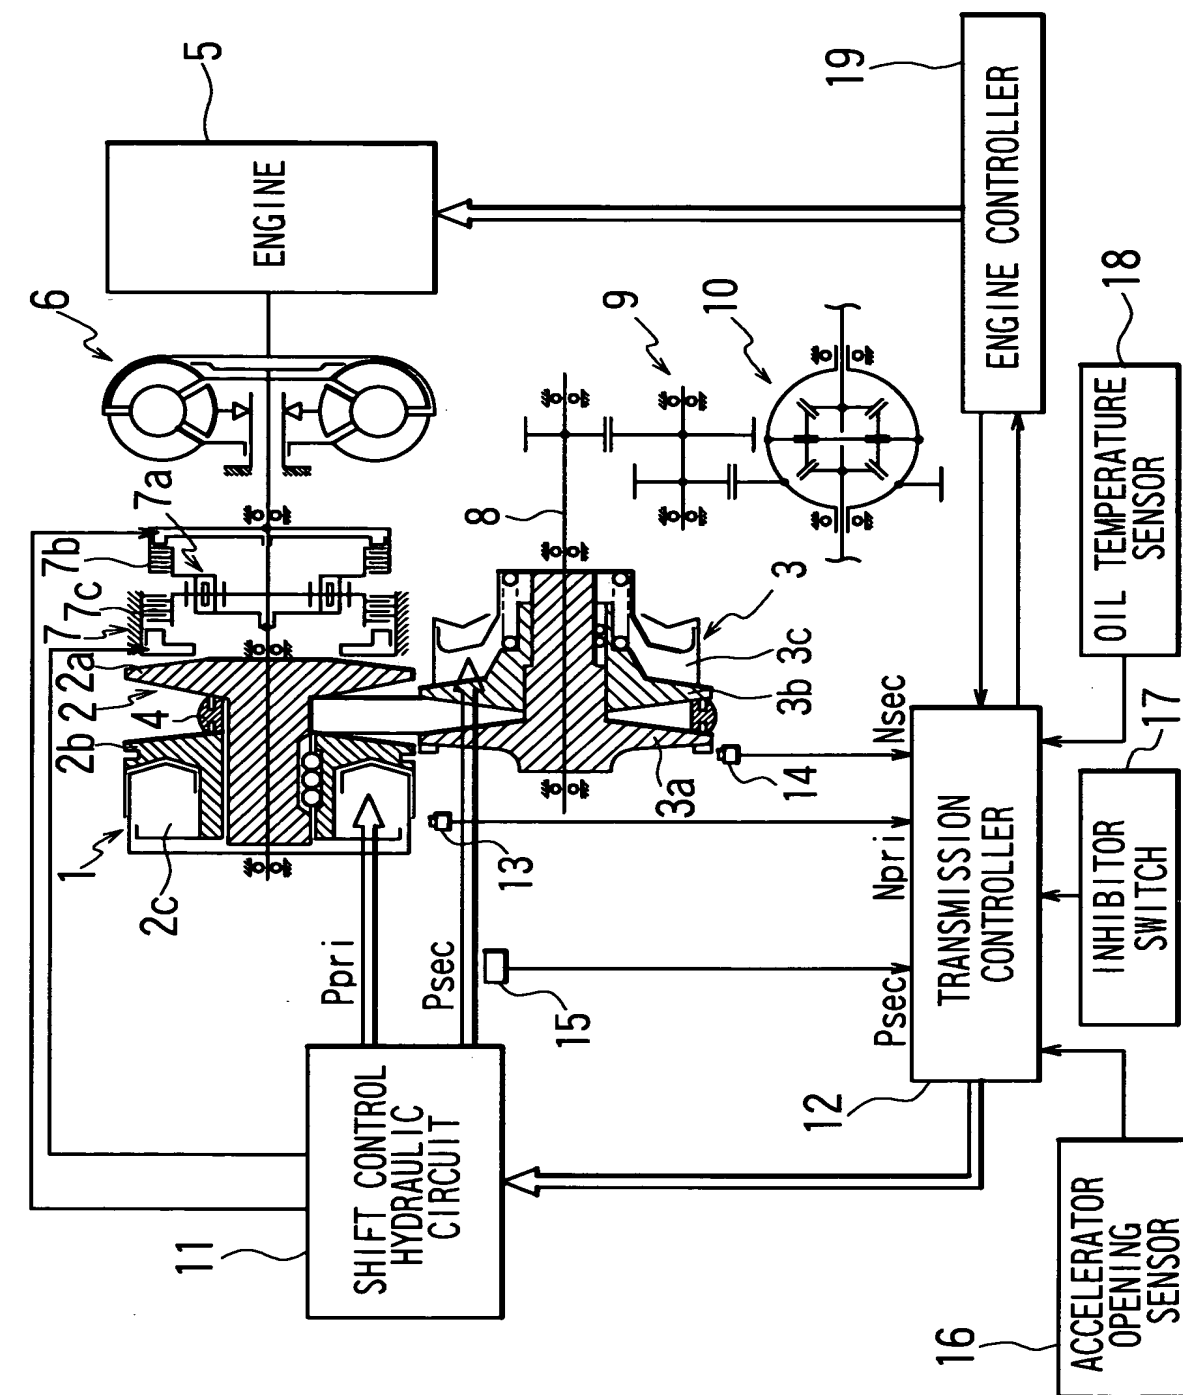 6
5
11
1
2c
2b
4
2
2a
7
7c
7b
7a
ENGINE
SHIFT CONTROL
HYDRAULIC
CIRCUIT
Ppri
Psec
8
9
10
13
15
3a
3b
3c
3
14
12
19
Psec
Npri
Nsec
TRANSMISSION
CONTROLLER
ENGINE CONTROLLER
16
17
18
ACCELERATOR
OPENING
SENSOR
INHIBITOR
SWITCH
OIL TEMPERATURE
SENSOR